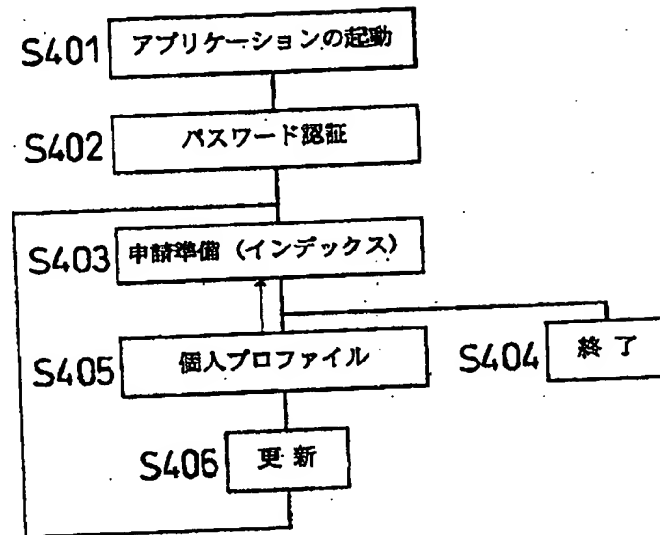 S401 アプリケーションの起動
S402 パスワード認証
S403 申請準備（インデックス）
S405 個人プロファイル
S404 終了
S406 更新